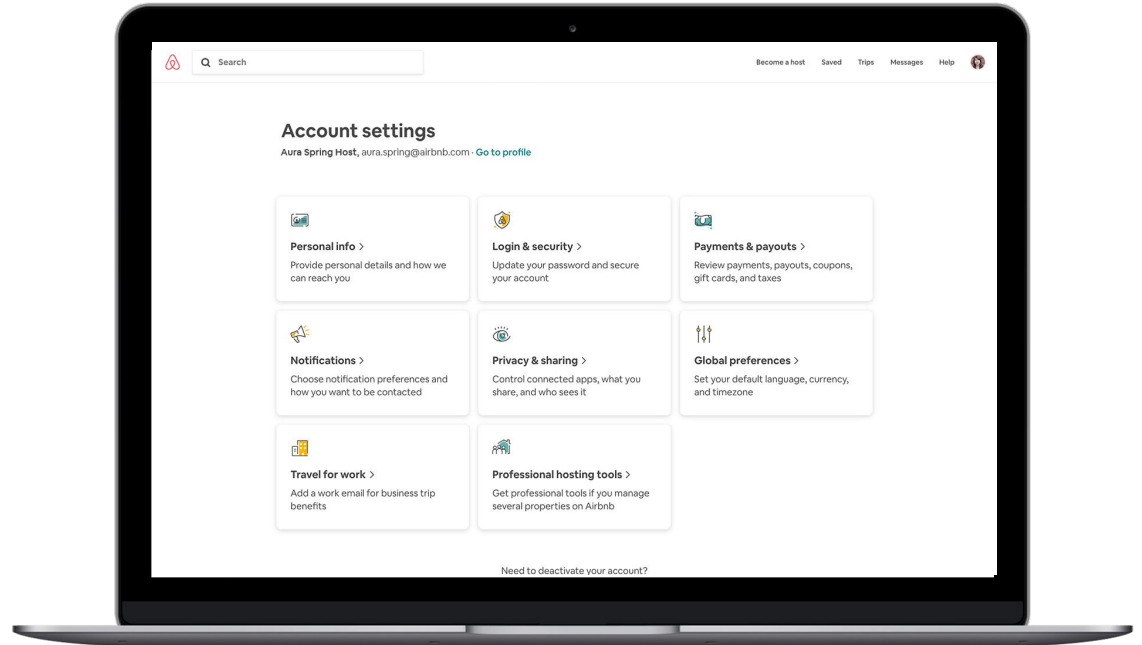 Search
Become a host Saved Trips Messages Help
Account settings
Aura Spring Host, aura.spring@airbnb.com · Go to profile
Personal info >
Provide personal details and how we
can reach you
Login & security >
Update your password and secure
your account
Payments & payouts >
Review payments, payouts, coupons,
gift cards, and taxes
Notifications >
Choose notification preferences and
how you want to be contacted
Privacy & sharing >
Control connected apps, what you
share, and who sees it
Global preferences >
Set your default language, currency,
and timezone
Travel for work >
Add a work email for business trip
benefits
Professional hosting tools >
Get professional tools if you manage
several properties on Airbnb
Need to deactivate your account?